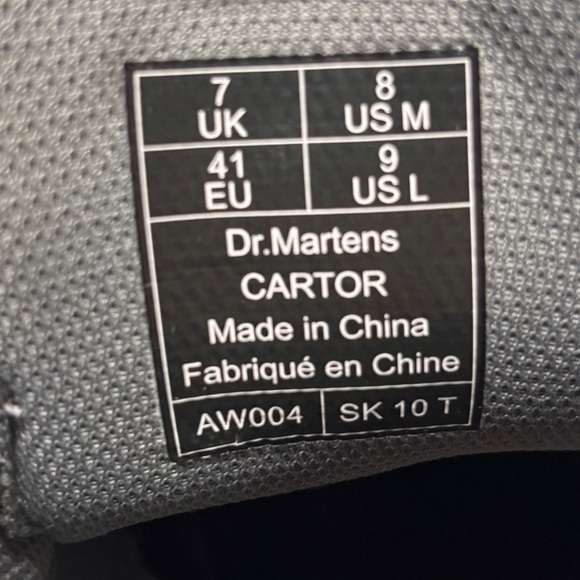 7
UK
8
US M
41
EU
9
US L
Dr.Martens
CARTOR
Made in China
Fabriqué en Chine
AW004
SK 10 T